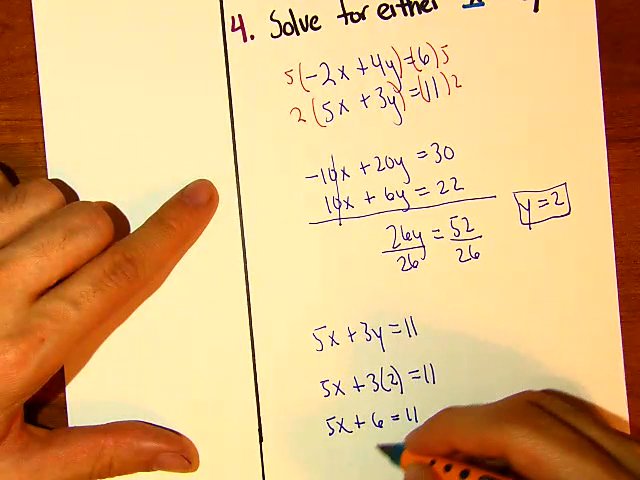 4. Solve for either x
5(-2x + 4y) = (6)5
2(5x + 3y) = (11)2
-10x + 20y = 30
10x + 6y = 22
y = 2
26y = 52
26 26
5x + 3y = 11
5x + 3(2) = 11
5x + 6 = 11